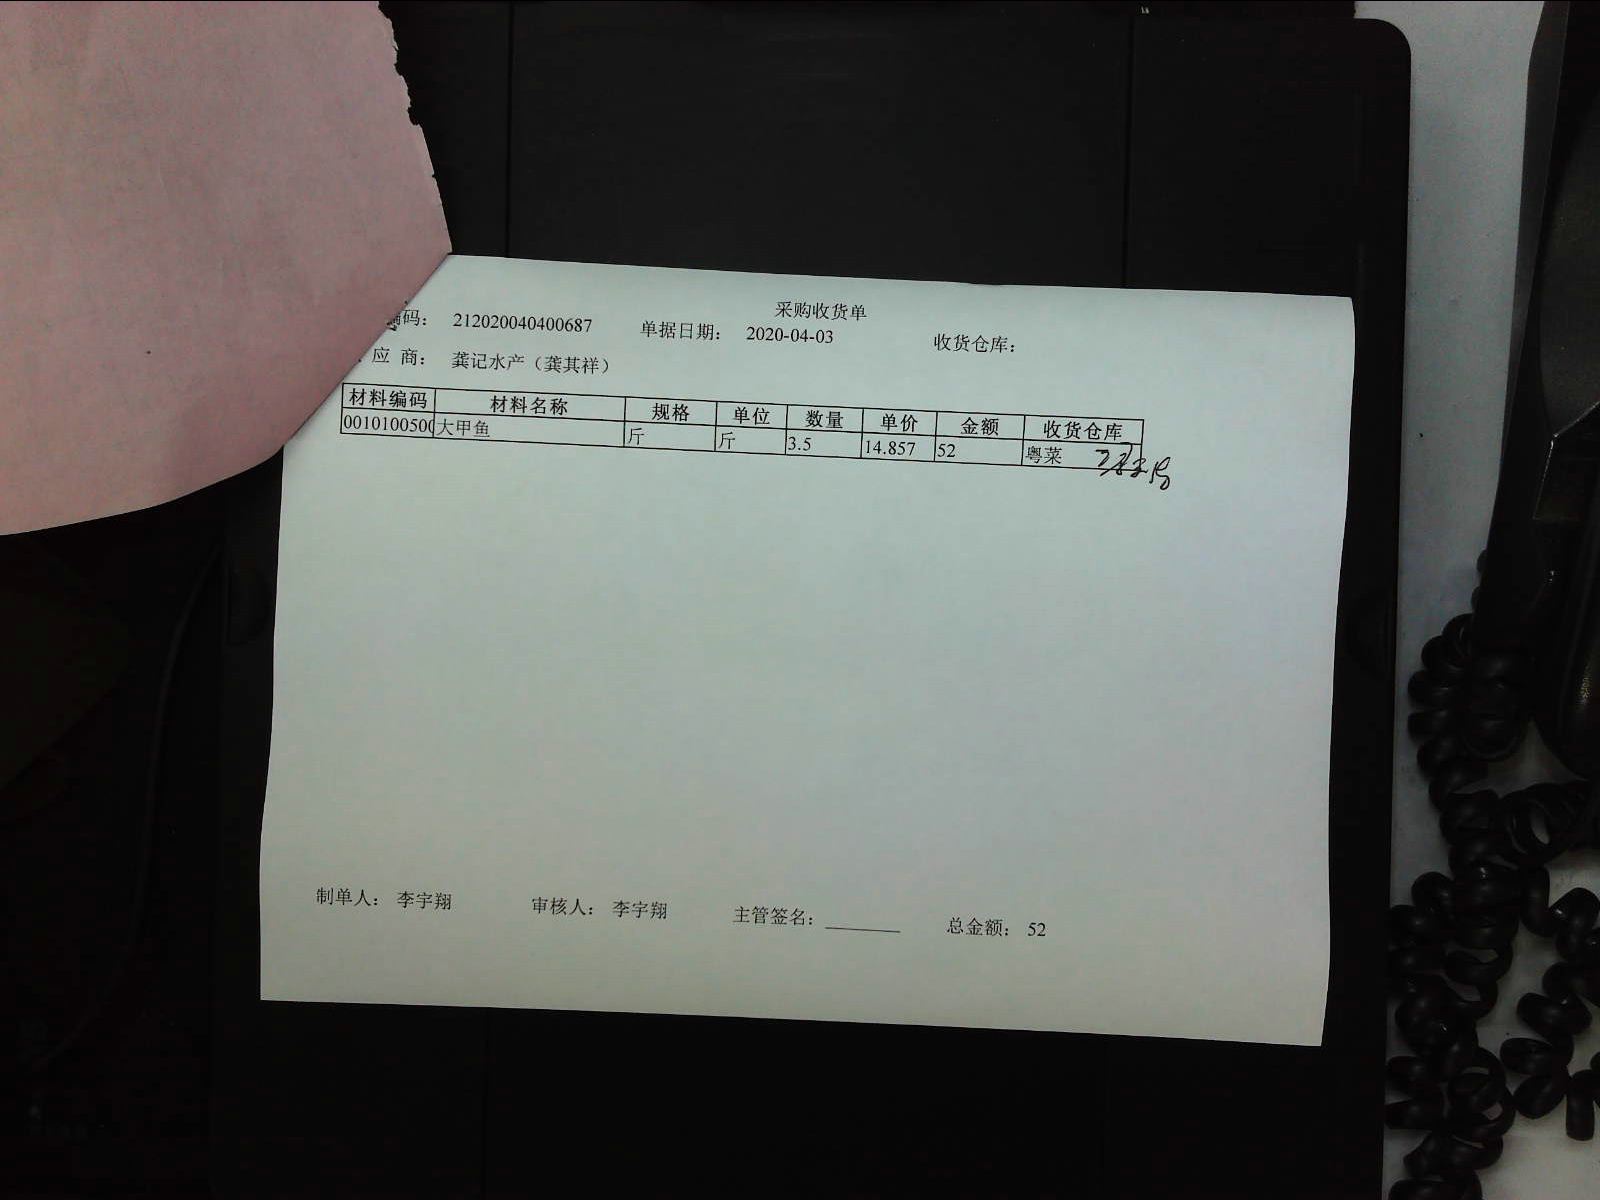 采购收货单
编码： 212020040400687 单据日期： 2020-04-03 收货仓库：
应 商： 龚记水产（龚其祥）
材料编码 材料名称 规格 单位 数量 单价 金额 收货仓库
0010100500 大甲鱼 斤 斤 3.5 14.857 52 粤菜
制单人： 李宇翔 审核人： 李宇翔 主管签名： 总金额： 52